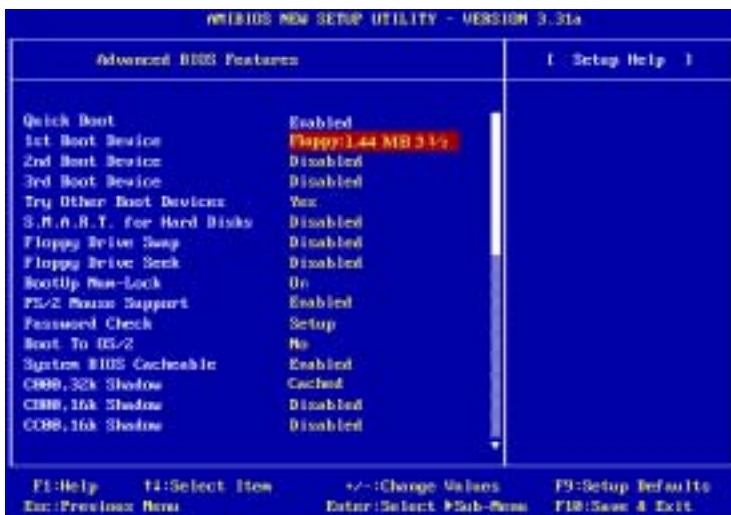 AMIBIOS NEW SETUP UTILITY - VERSION 3.31a
Advanced BIOS Features
[ Setup Help ]
Quick Boot Enabled
1st Boot Device Floppy:1.44 MB 3 1/2
2nd Boot Device Disabled
3rd Boot Device Disabled
Try Other Boot Devices Yes
S.M.A.R.T. for Hard Disks Disabled
Floppy Drive Swap Disabled
Floppy Drive Seek Disabled
BootUp Num-Lock On
PS/2 Mouse Support Enabled
Password Check Setup
Boot To OS/2 No
System BIOS Cacheable Enabled
C000,32k Shadow Cached
C800,16k Shadow Disabled
CC00,16k Shadow Disabled
F1:Help ↑↓:Select Item +/-:Change Values F9:Setup Defaults
Esc:Previous Menu Enter:Select ▶Sub-Menu F10:Save & Exit